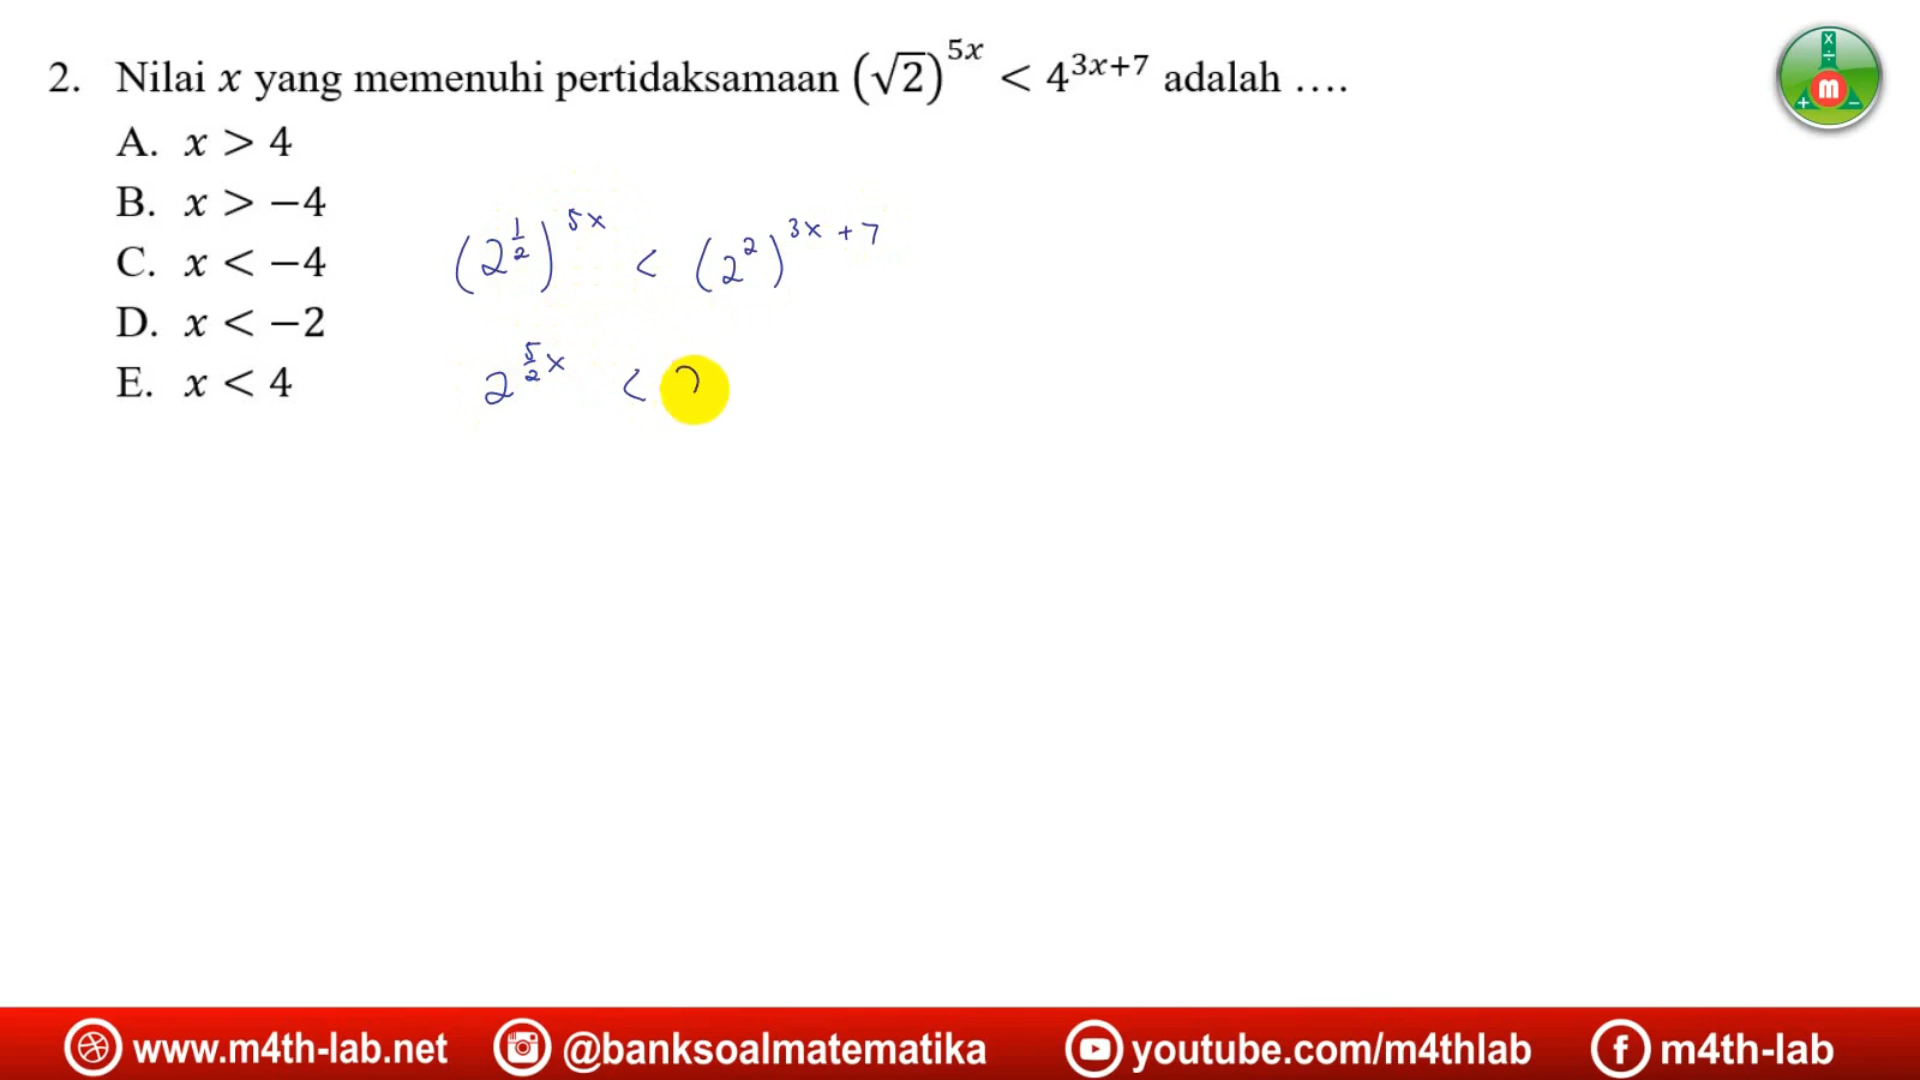 2. Nilai x yang memenuhi pertidaksamaan (√2)^5x < 4^3x+7 adalah ....
A. x > 4
B. x > −4
C. x < −4
D. x < −2
E. x < 4
(2^1/2)^5x < (2^2)^3x + 7
2^5/2 x <
x ÷ m + −
www.m4th-lab.net @banksoalmatematika youtube.com/m4thlab f m4th-lab